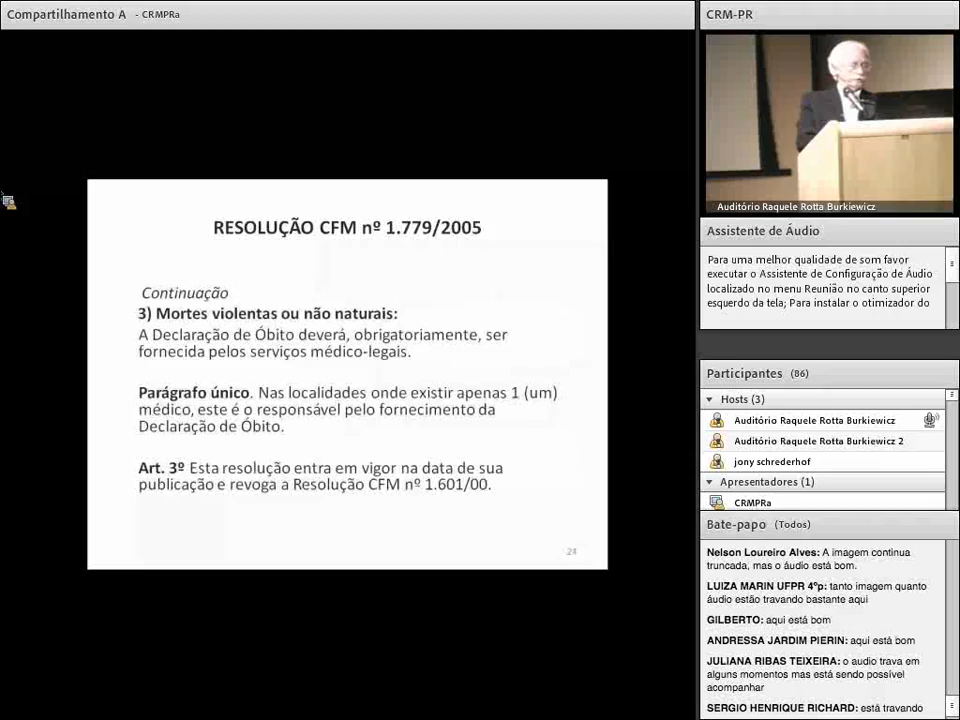 Compartilhamento A - CRMPRa
RESOLUÇÃO CFM nº 1.779/2005
Continuação
3) Mortes violentas ou não naturais:
A Declaração de Óbito deverá, obrigatoriamente, ser
fornecida pelos serviços médico-legais.
Parágrafo único. Nas localidades onde existir apenas 1 (um)
médico, este é o responsável pelo fornecimento da
Declaração de Óbito.
Art. 3º Esta resolução entra em vigor na data de sua
publicação e revoga a Resolução CFM nº 1.601/00.
24
CRM-PR
Auditório Raquele Rotta Burkiewicz
Assistente de Áudio
Para uma melhor qualidade de som favor
executar o Assistente de Configuração de Áudio
localizado no menu Reunião no canto superior
esquerdo da tela; Para instalar o otimizador do
Participantes (86)
Hosts (3)
Auditório Raquele Rotta Burkiewicz
Auditório Raquele Rotta Burkiewicz 2
jony schrederhof
Apresentadores (1)
CRMPRa
Bate-papo (Todos)
Nelson Loureiro Alves: A imagem continua
truncada, mas o áudio está bom.
LUIZA MARIN UFPR 4ºp: tanto imagem quanto
áudio estão travando bastante aqui
GILBERTO: aqui está bom
ANDRESSA JARDIM PIERIN: aqui está bom
JULIANA RIBAS TEIXEIRA: o audio trava em
alguns momentos mas está sendo possível
acompanhar
SERGIO HENRIQUE RICHARD: está travando